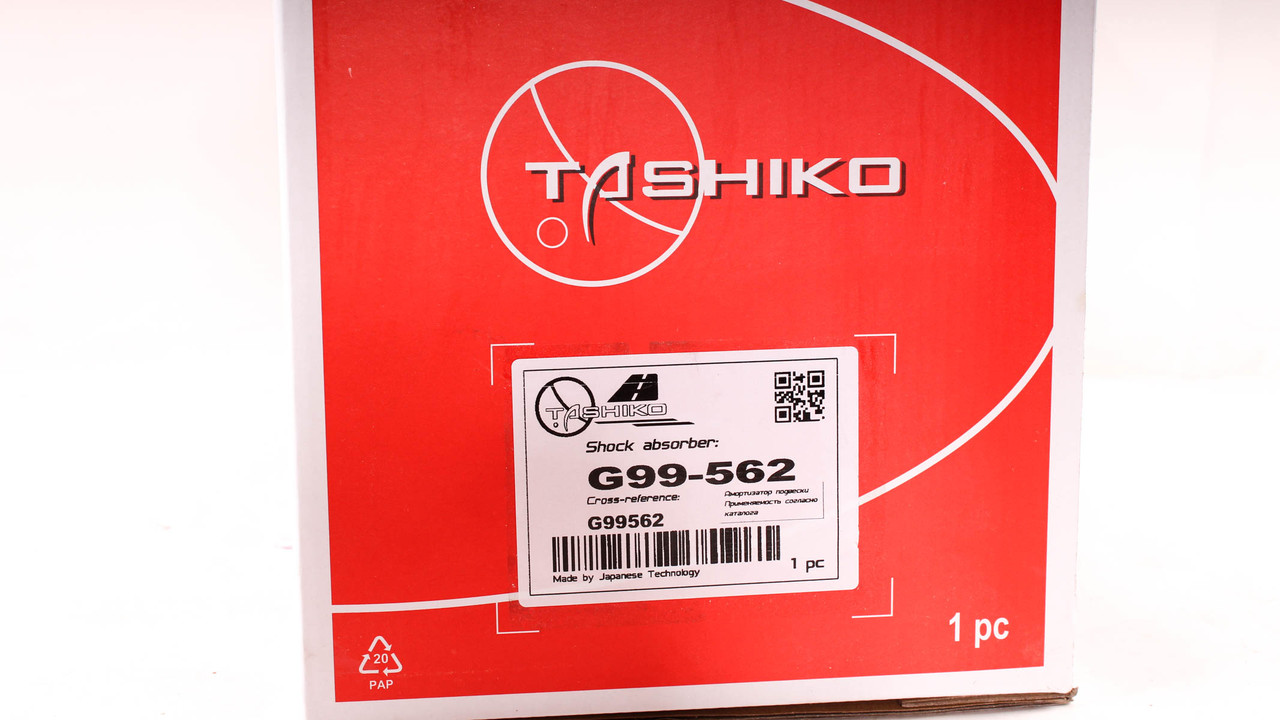 TASHIKO
TASHIKO
Shock absorber:
G99-562
Cross-reference:
G99562
Амортизатор подвески
Применяемость согласно
каталога
1 pc
Made by Japanese Technology
1 pc
20
PAP